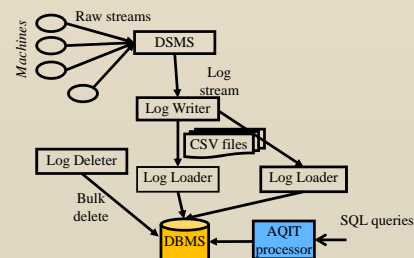 Raw streams
Machines
DSMS
Log
stream
Log Writer
CSV files
Log Deleter
Log Loader
Log Loader
Bulk
delete
SQL queries
DBMS
AQIT
processor